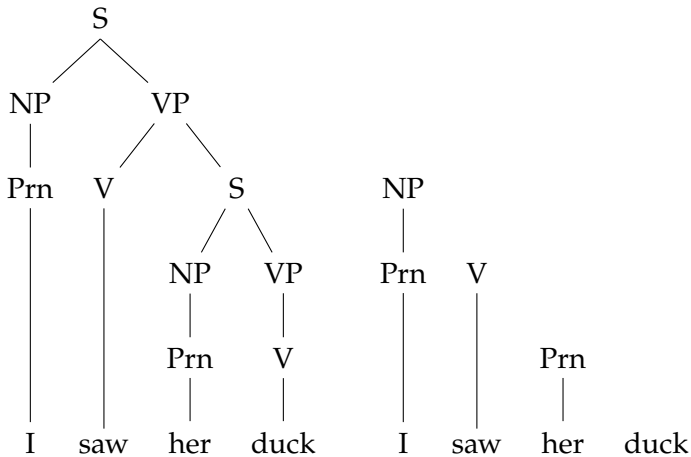 S
NP VP
Prn V S NP
NP VP Prn V
Prn V Prn
I saw her duck I saw her duck